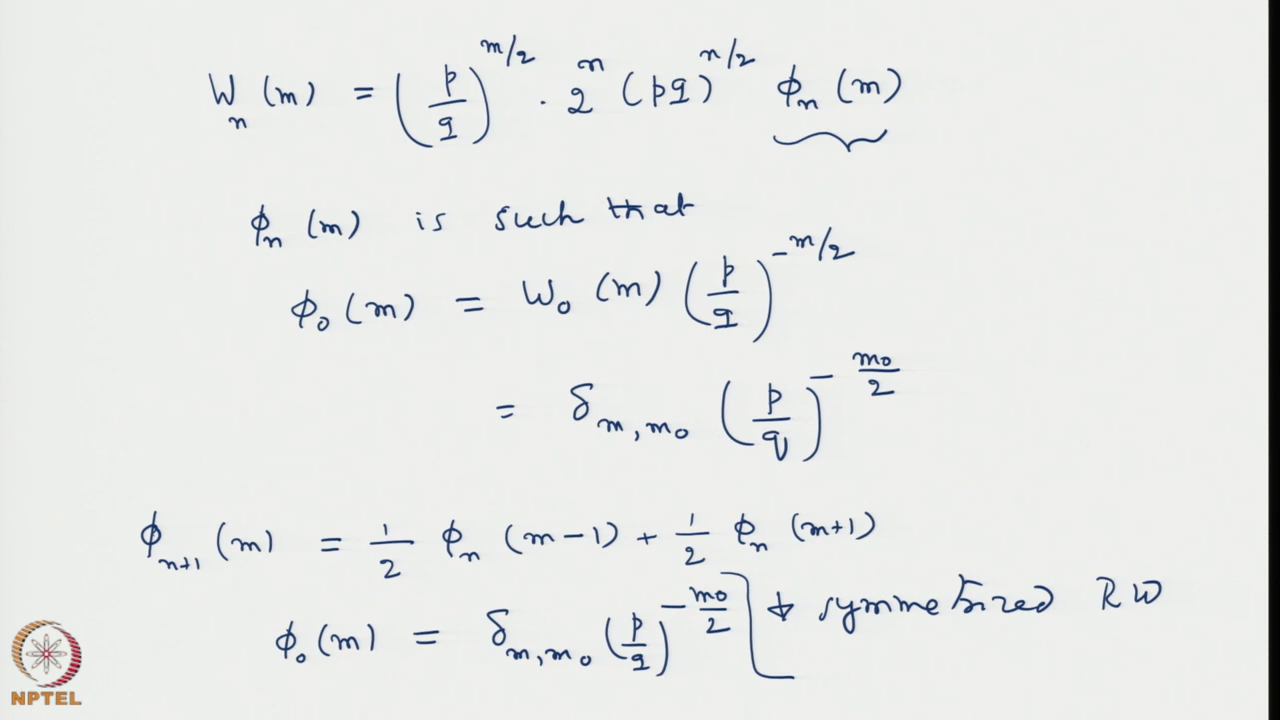 W_n (m) = (p/q)^{m/2} . 2^n (pq)^{n/2} ϕ_n (m)
ϕ_n (m) is such that
ϕ_0 (m) = W_0 (m) (p/q)^{-m/2}
= δ_{m, m_0} (p/q)^{-m_0/2}
ϕ_{n+1} (m) = 1/2 ϕ_n (m-1) + 1/2 ϕ_n (m+1)
ϕ_0 (m) = δ_{m, m_0} (p/q)^{-m_0/2} symmetrized RW
NPTEL